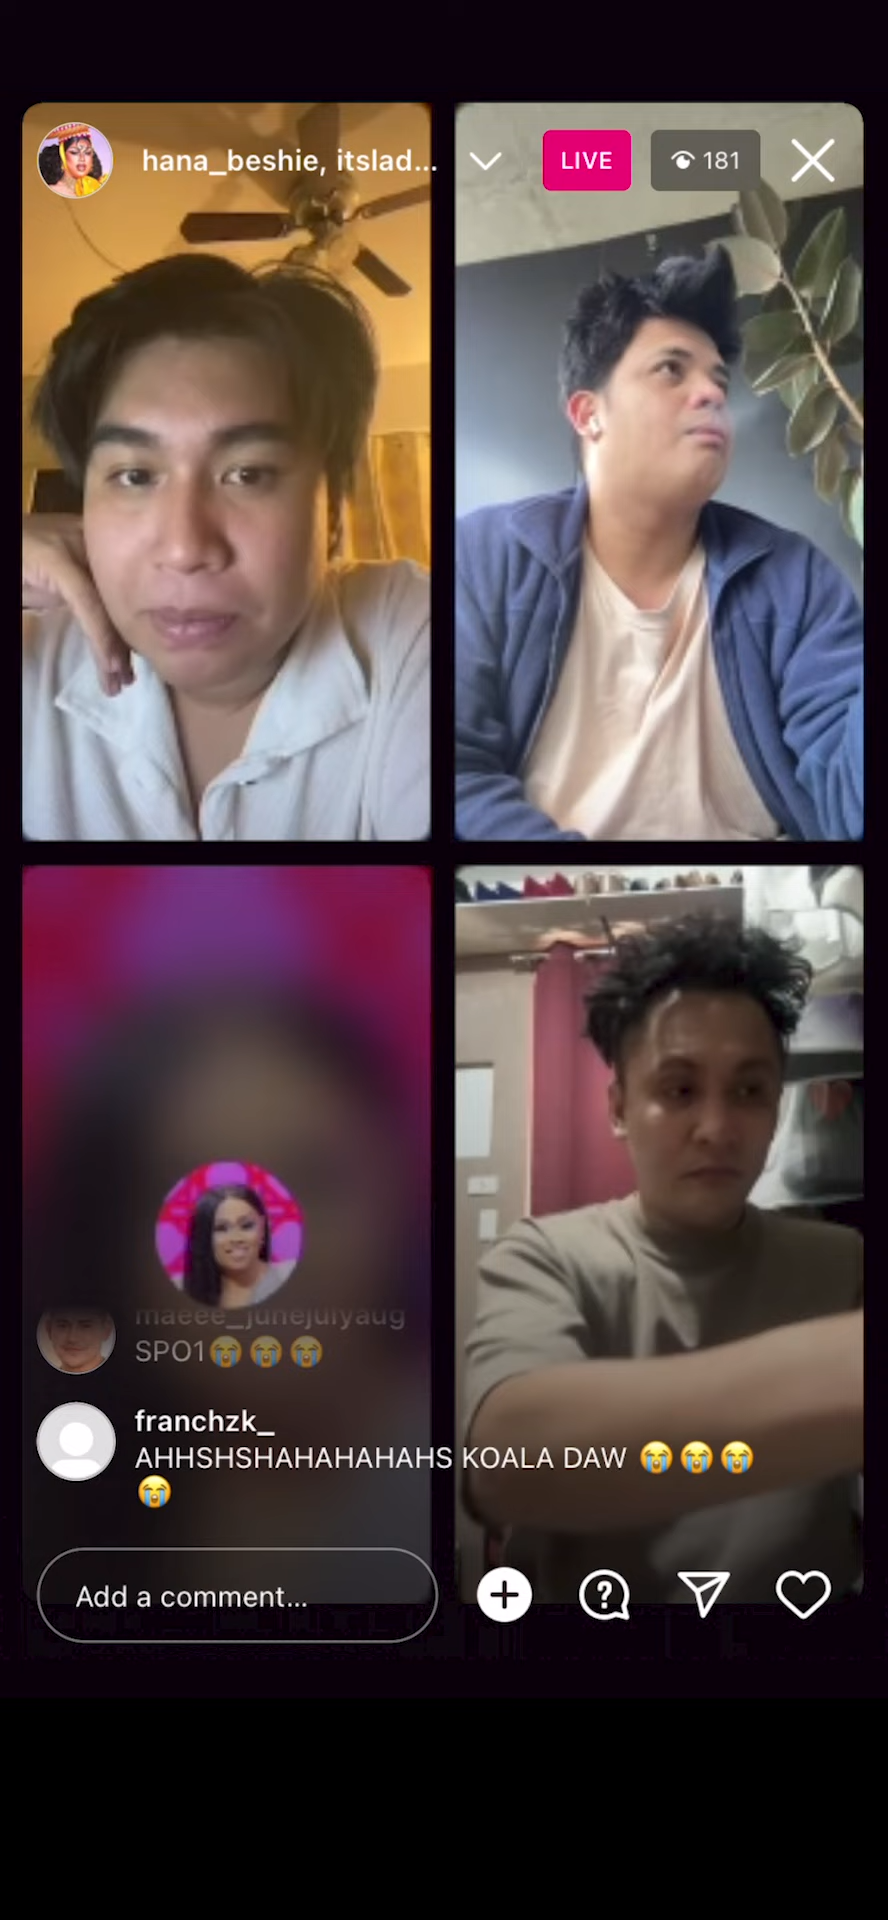 hana_beshie, itslad...
LIVE
181
maeee_junejulyaug
SPO1😭😭😭
franchzk_
AHHSHSHAHAHAHAHS KOALA DAW 😭😭😭
😭
Add a comment...